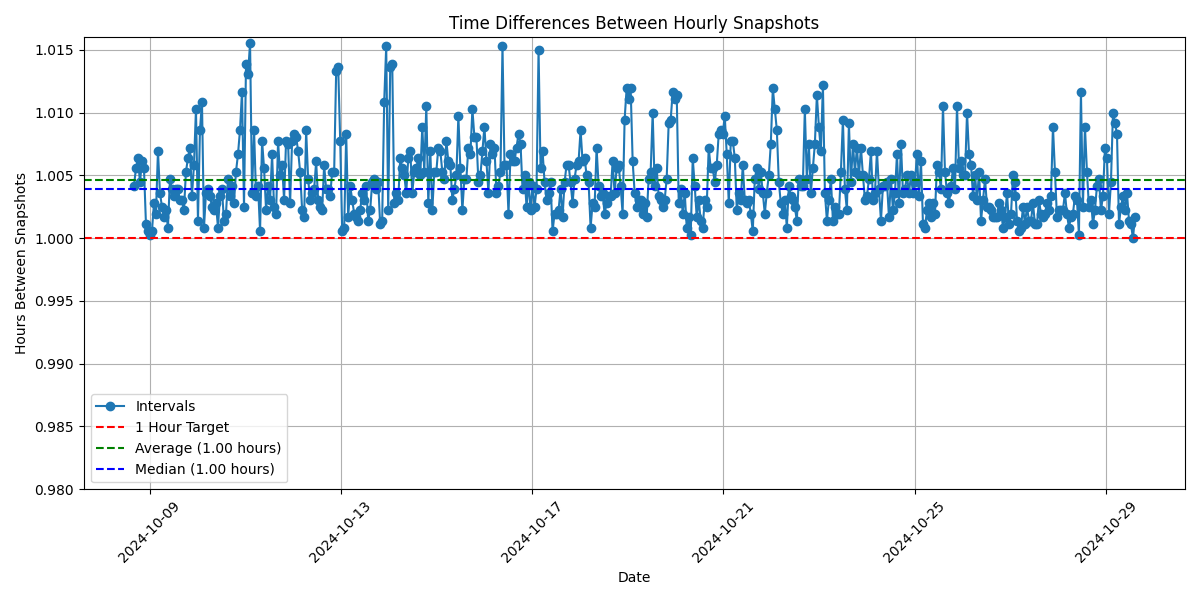 Time Differences Between Hourly Snapshots
Hours Between Snapshots
1.015
1.010
1.005
1.000
0.995
0.990
0.985
0.980
Intervals
1 Hour Target
Average (1.00 hours)
Median (1.00 hours)
2024-10-09
2024-10-13
2024-10-17
2024-10-21
2024-10-25
2024-10-29
Date